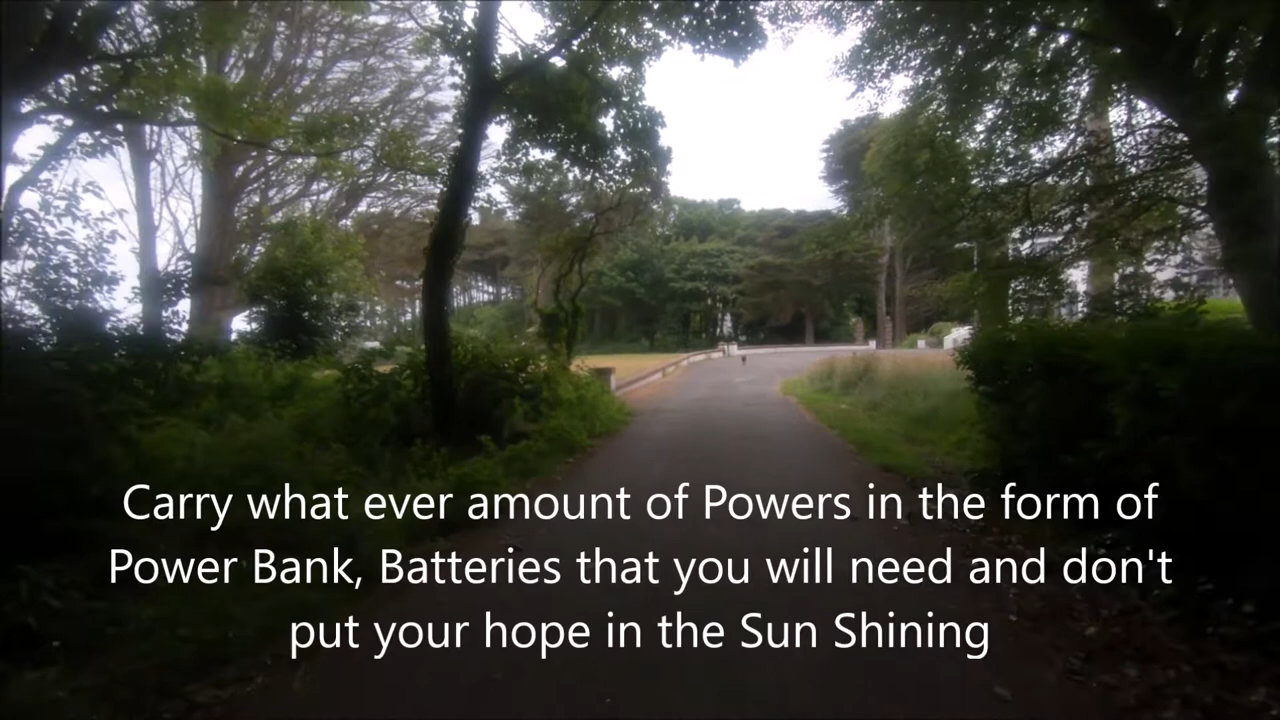 Carry what ever amount of Powers in the form of
Power Bank, Batteries that you will need and don't
put your hope in the Sun Shining